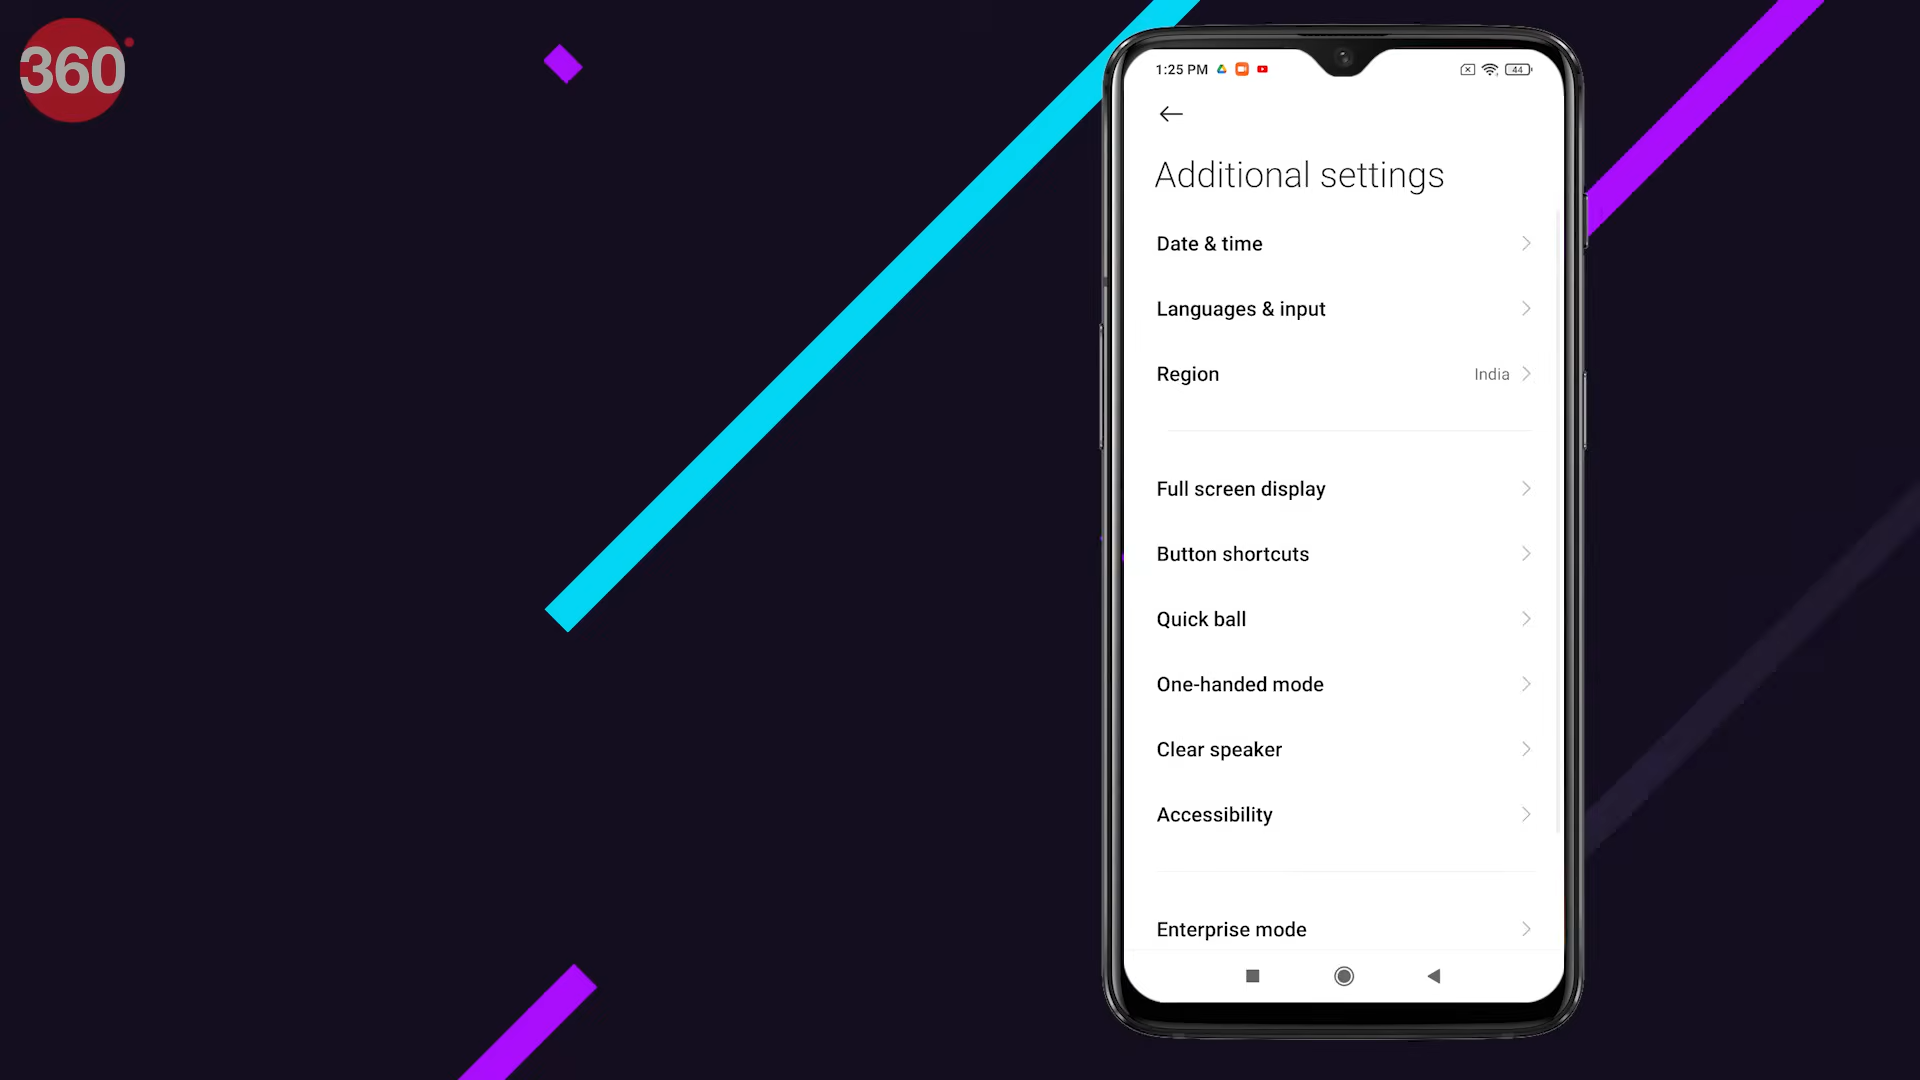 360
1:25 PM
44
Additional settings
Date & time
Languages & input
Region India
Full screen display
Button shortcuts
Quick ball
One-handed mode
Clear speaker
Accessibility
Enterprise mode